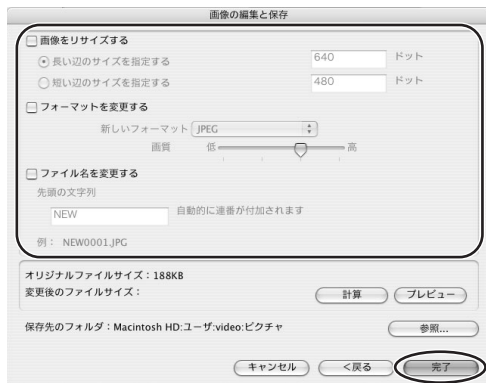 画像の編集と保存
画像をリサイズする
長い辺のサイズを指定する 640 ドット
短い辺のサイズを指定する 480 ドット
フォーマットを変更する
新しいフォーマット JPEG
画質 低 高
ファイル名を変更する
先頭の文字列
NEW 自動的に連番が付加されます
例： NEW0001.JPG
オリジナルファイルサイズ：188KB
変更後のファイルサイズ： 計算 プレビュー
保存先のフォルダ：Macintosh HD:ユーザ:video:ピクチャ 参照...
キャンセル <戻る 完了